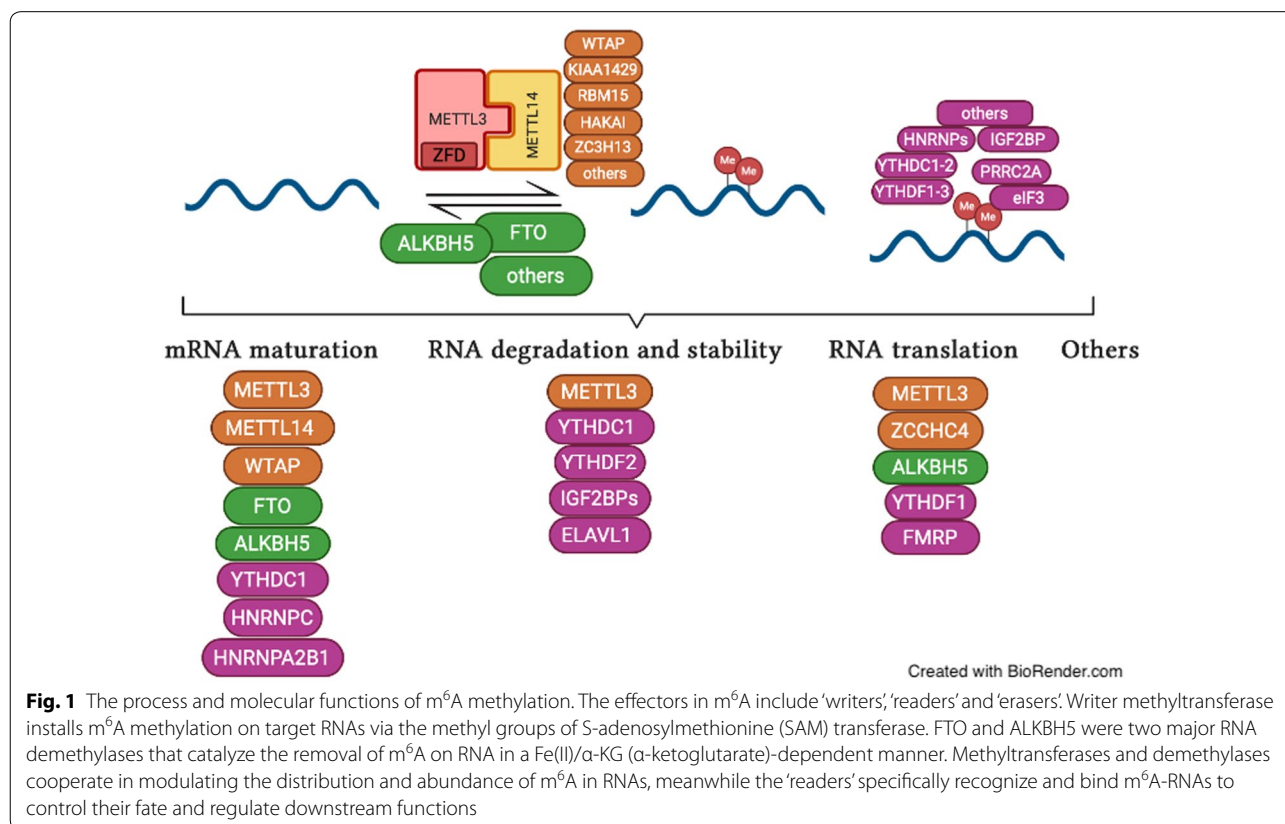 WTAP
KIAA1429
RBM15
HAKAI
ZC3H13
others
METTL3
ZFD
METTL14
ALKBH5
FTO
others
Me
Me
others
HNRNPs
IGF2BP
YTHDC1-2
PRRC2A
YTHDF1-3
eIF3
Me
Me
mRNA maturation
METTL3
METTL14
WTAP
FTO
ALKBH5
YTHDC1
HNRNPC
HNRNPA2B1
RNA degradation and stability
METTL3
YTHDC1
YTHDF2
IGF2BPs
ELAVL1
RNA translation
METTL3
ZCCHC4
ALKBH5
YTHDF1
FMRP
Others
Created with BioRender.com
Fig. 1 The process and molecular functions of m⁶A methylation. The effectors in m⁶A include ‘writers’, ‘readers’ and ‘erasers’. Writer methyltransferase
installs m⁶A methylation on target RNAs via the methyl groups of S-adenosylmethionine (SAM) transferase. FTO and ALKBH5 were two major RNA
demethylases that catalyze the removal of m⁶A on RNA in a Fe(II)/α-KG (α-ketoglutarate)-dependent manner. Methyltransferases and demethylases
cooperate in modulating the distribution and abundance of m⁶A in RNAs, meanwhile the ‘readers’ specifically recognize and bind m⁶A-RNAs to
control their fate and regulate downstream functions